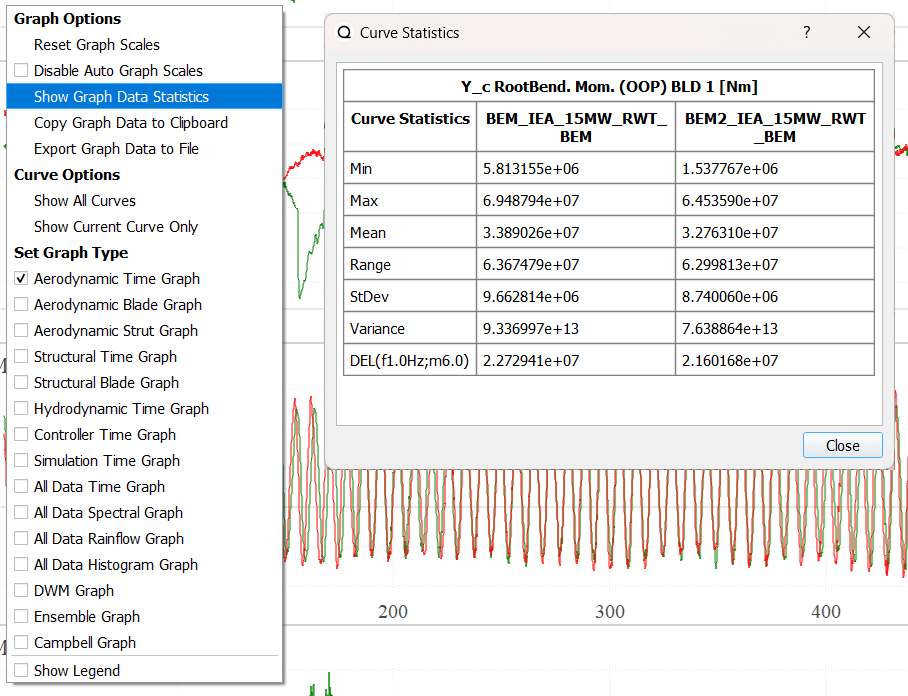 Graph Options
Reset Graph Scales
Disable Auto Graph Scales
Show Graph Data Statistics
Copy Graph Data to Clipboard
Export Graph Data to File
Curve Options
Show All Curves
Show Current Curve Only
Set Graph Type
Aerodynamic Time Graph
Aerodynamic Blade Graph
Aerodynamic Strut Graph
Structural Time Graph
Structural Blade Graph
Hydrodynamic Time Graph
Controller Time Graph
Simulation Time Graph
All Data Time Graph
All Data Spectral Graph
All Data Rainflow Graph
All Data Histogram Graph
DWM Graph
Ensemble Graph
Campbell Graph
Show Legend
Curve Statistics
?
Y_c RootBend. Mom. (OOP) BLD 1 [Nm]
Curve Statistics BEM_IEA_15MW_RWT_ BEM2_IEA_15MW_RWT
BEM _BEM
Min 5.813155e+06 1.537767e+06
Max 6.948794e+07 6.453590e+07
Mean 3.389026e+07 3.276310e+07
Range 6.367479e+07 6.299813e+07
StDev 9.662814e+06 8.740060e+06
Variance 9.336997e+13 7.638864e+13
DEL(f1.0Hz;m6.0) 2.272941e+07 2.160168e+07
Close
200 300 400